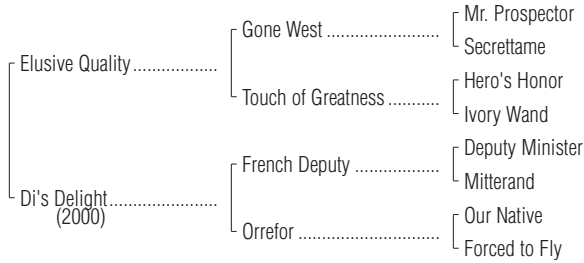 Mr. Prospector
Gone West
Secrettame
Elusive Quality
Hero's Honor
Touch of Greatness
Ivory Wand
Deputy Minister
French Deputy
Mitterand
Di's Delight
(2000)
Our Native
Orrefor
Forced to Fly